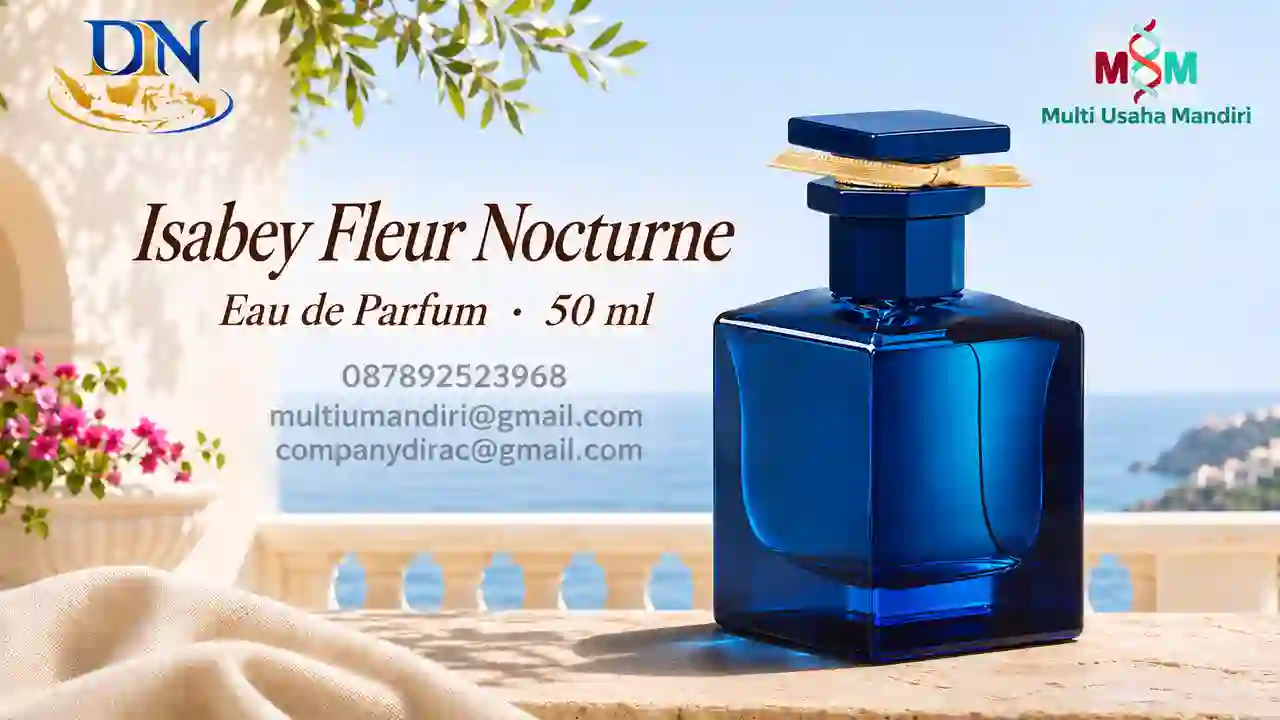 DN
MSM
Multi Usaha Mandiri
Isabey Fleur Nocturne
Eau de Parfum · 50 ml
087892523968
multiumandiri@gmail.com
companydirac@gmail.com